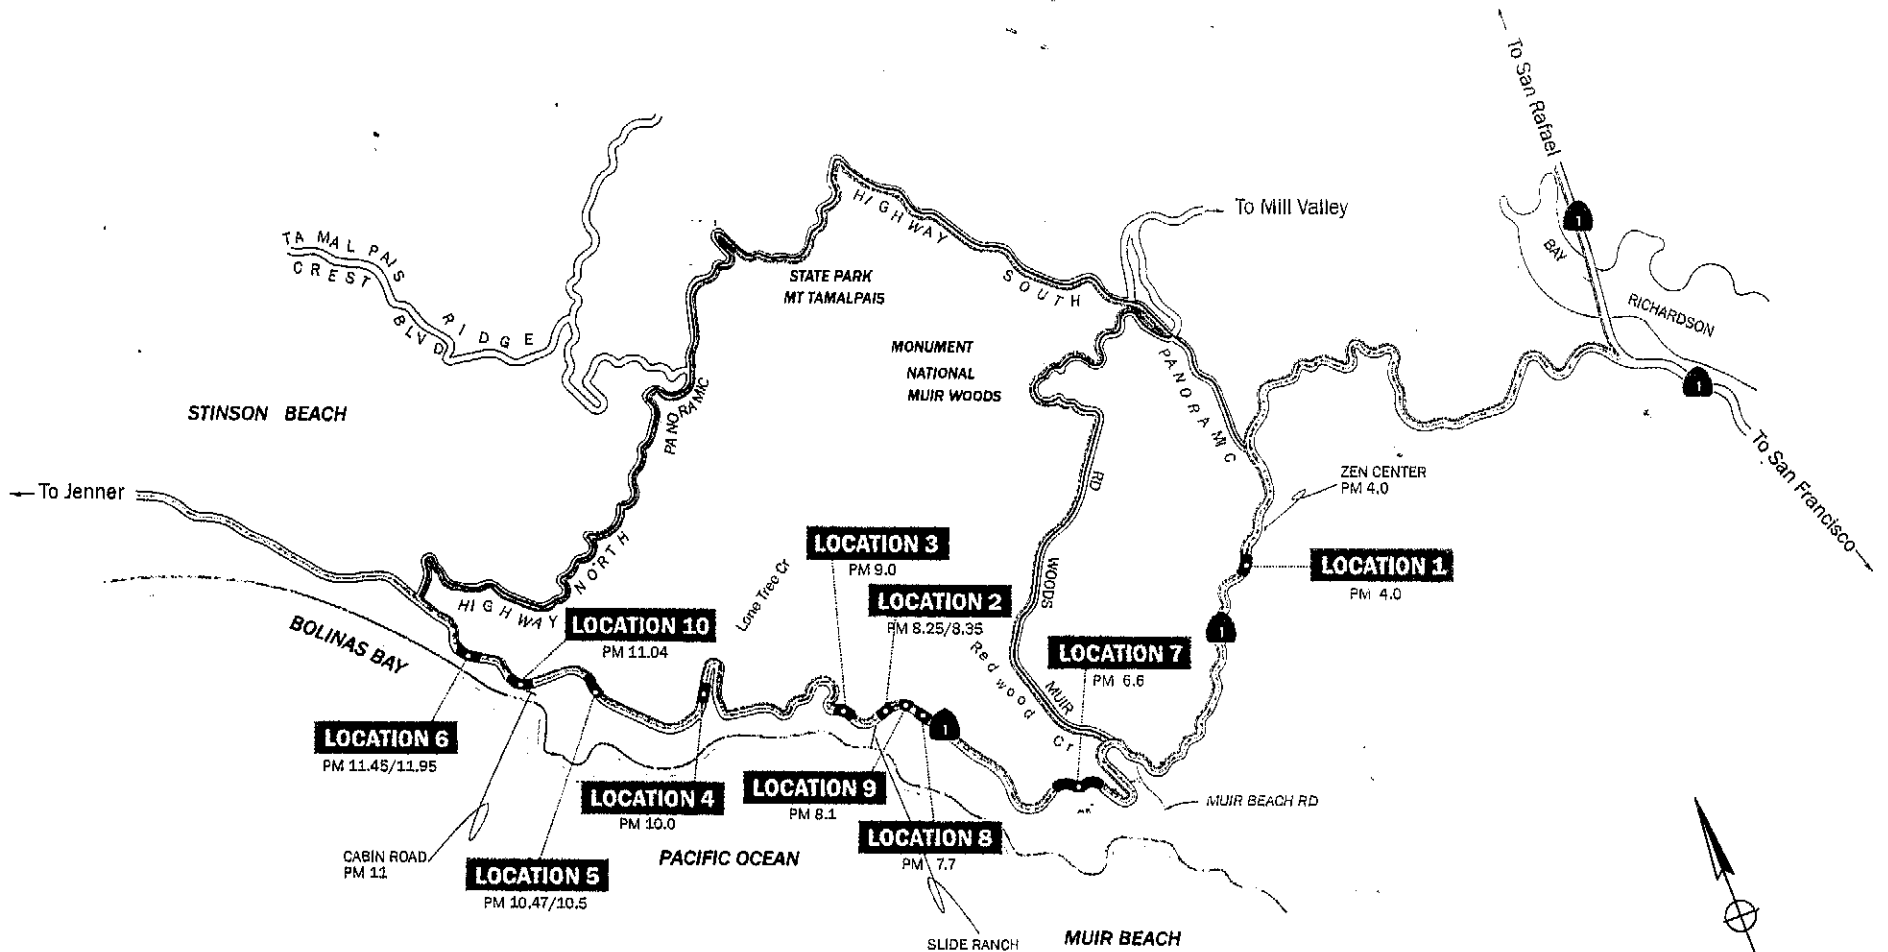 To San Rafael
To Mill Valley
1
BAY
RICHARDSON
1
To San Francisco
TAMALPAIS
CREST
RIDGE
BLVD
HIGHWAY
SOUTH
PANORAMIC
STATE PARK
MT TAMALPAIS
MONUMENT
NATIONAL
MUIR WOODS
PANORAMIC
NORTH
HIGHWAY
STINSON BEACH
To Jenner
BOLINAS BAY
ZEN CENTER
PM 4.0
LOCATION 1
PM 4.0
1
RD
WOODS
MUIR
Redwood
Cr
Lone Tree Cr
LOCATION 3
PM 9.0
LOCATION 2
PM 8.25/8.35
LOCATION 10
PM 11.04
LOCATION 7
PM 6.6
1
LOCATION 6
PM 11.45/11.95
LOCATION 4
PM 10.0
LOCATION 9
PM 8.1
LOCATION 8
PM 7.7
MUIR BEACH RD
CABIN ROAD
PM 11
LOCATION 5
PM 10.47/10.5
PACIFIC OCEAN
SLIDE RANCH
MUIR BEACH